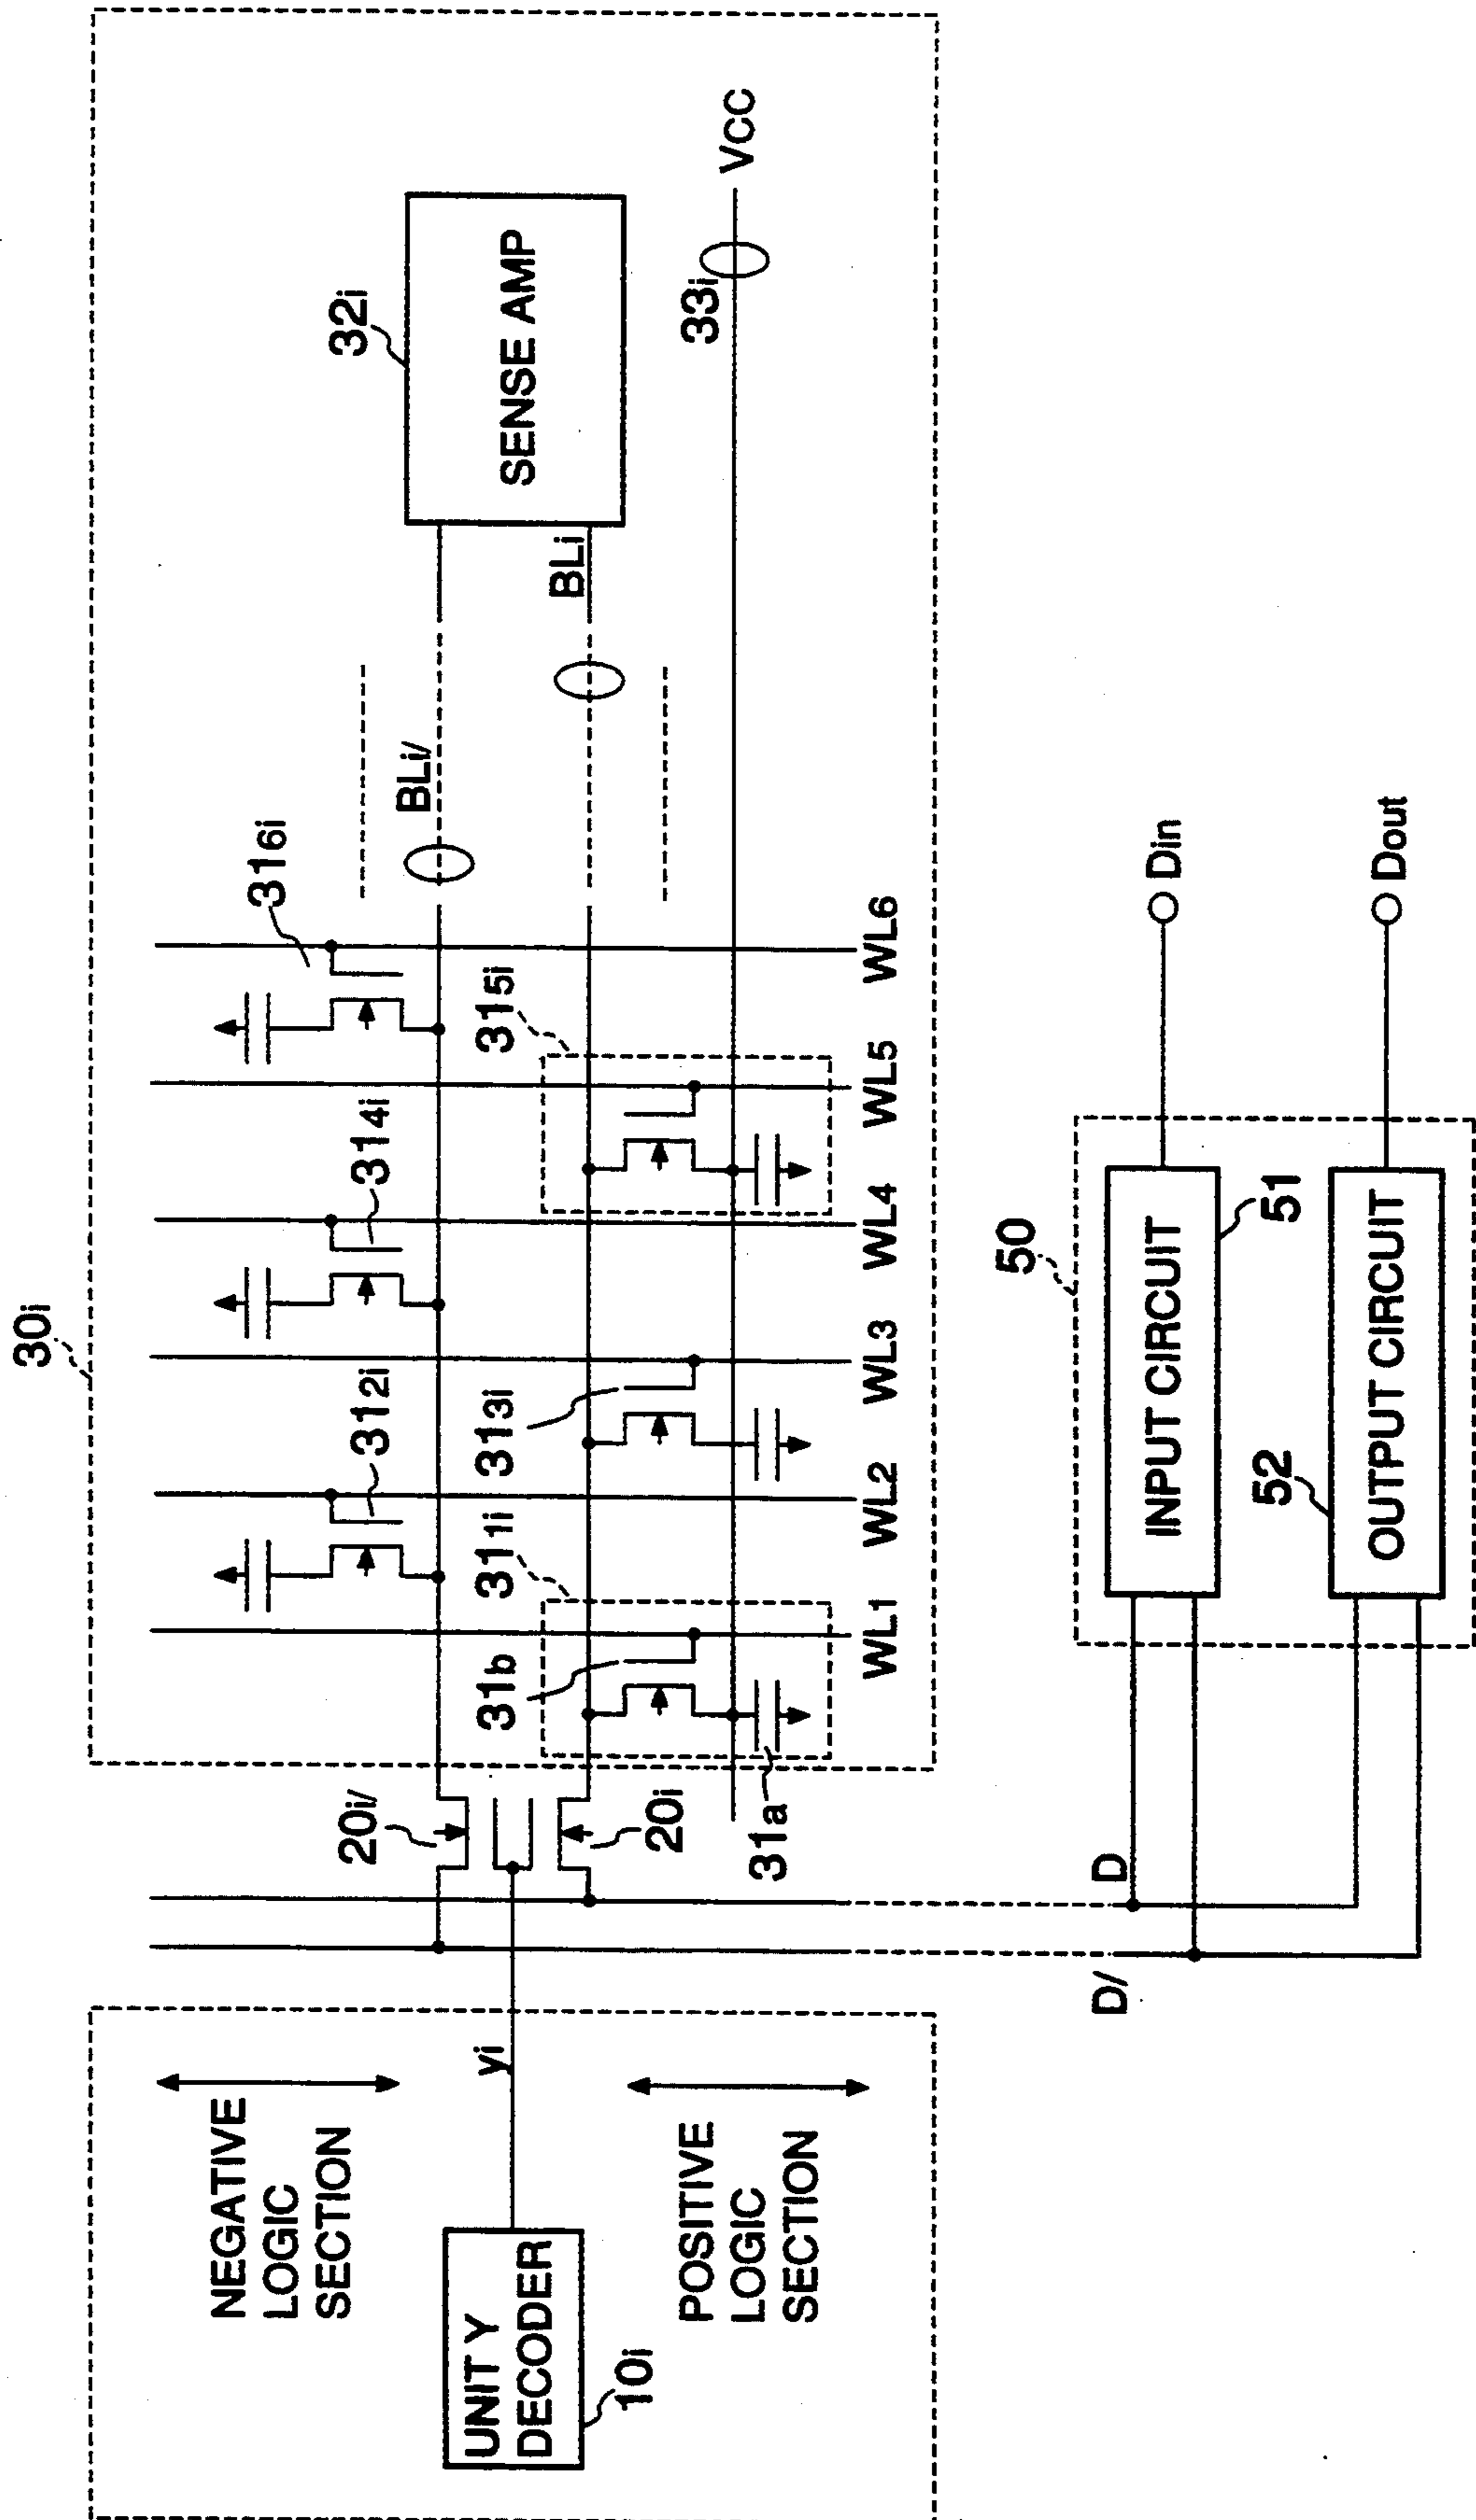 30i
32i
SENSE AMP
BLi/
BLi
33i
Vcc
316i
315i
314i
313i
312i
311i
31b
31a
WL1
WL2
WL3
WL4
WL5
WL6
20i/
20i
NEGATIVE
LOGIC
SECTION
yi
UNIT Y
DECODER
10i
POSITIVE
LOGIC
SECTION
D
D/
50
INPUT CIRCUIT
51
52
OUTPUT CIRCUIT
Din
Dout